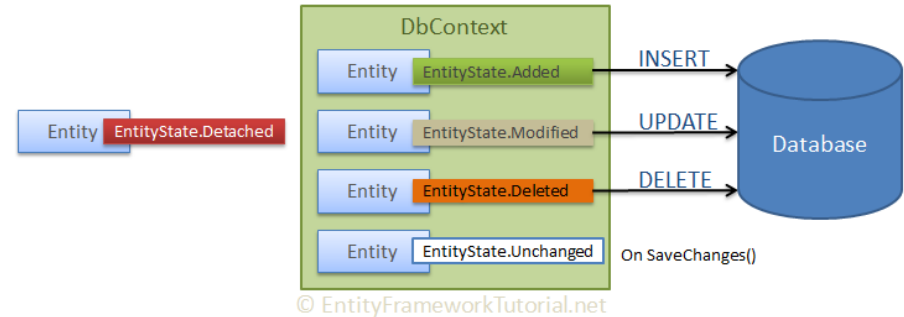 DbContext
Entity EntityState.Added INSERT
Entity EntityState.Detached
Entity EntityState.Modified UPDATE
Database
Entity EntityState.Deleted DELETE
Entity EntityState.Unchanged On SaveChanges()
© EntityFrameworkTutorial.net